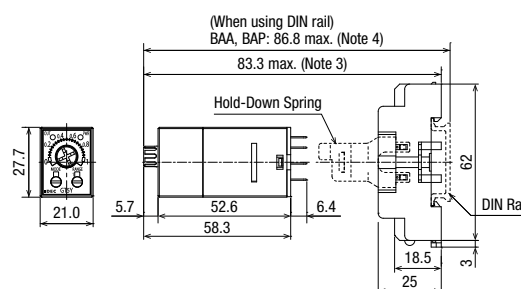 (When using DIN rail)
BAA, BAP: 86.8 max. (Note 4)
83.3 max. (Note 3)
Hold-Down Spring
27.7
62
GT5Y
DIN Ra
21.0
5.7
52.6
6.4
58.3
18.5
3
25